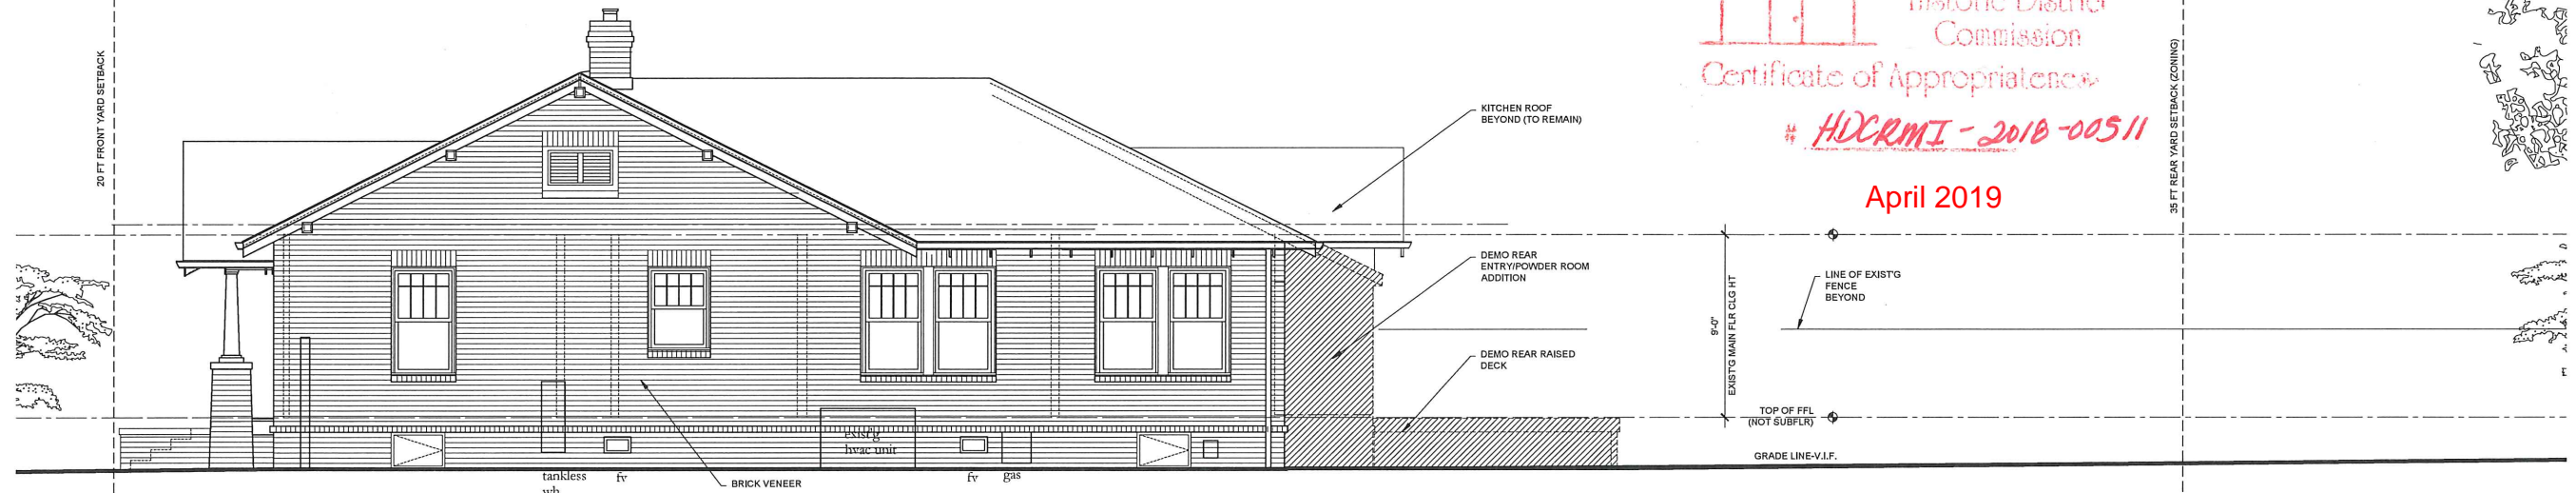 20 FT FRONT YARD SETBACK
Historic District
Commission
Certificate of Appropriateness
# HDCRMI-2018-00511
April 2019
35 FT REAR YARD SETBACK (ZONING)
KITCHEN ROOF
BEYOND (TO REMAIN)
DEMO REAR
ENTRY/POWDER ROOM
ADDITION
DEMO REAR RAISED
DECK
9'-0"
EXIST'G MAIN FLR CLG HT
LINE OF EXIST'G
FENCE
BEYOND
TOP OF FFL
(NOT SUBFLR)
GRADE LINE-V.I.F.
exist'g
hvac unit
tankless
wh
fv
BRICK VENEER
fv
gas